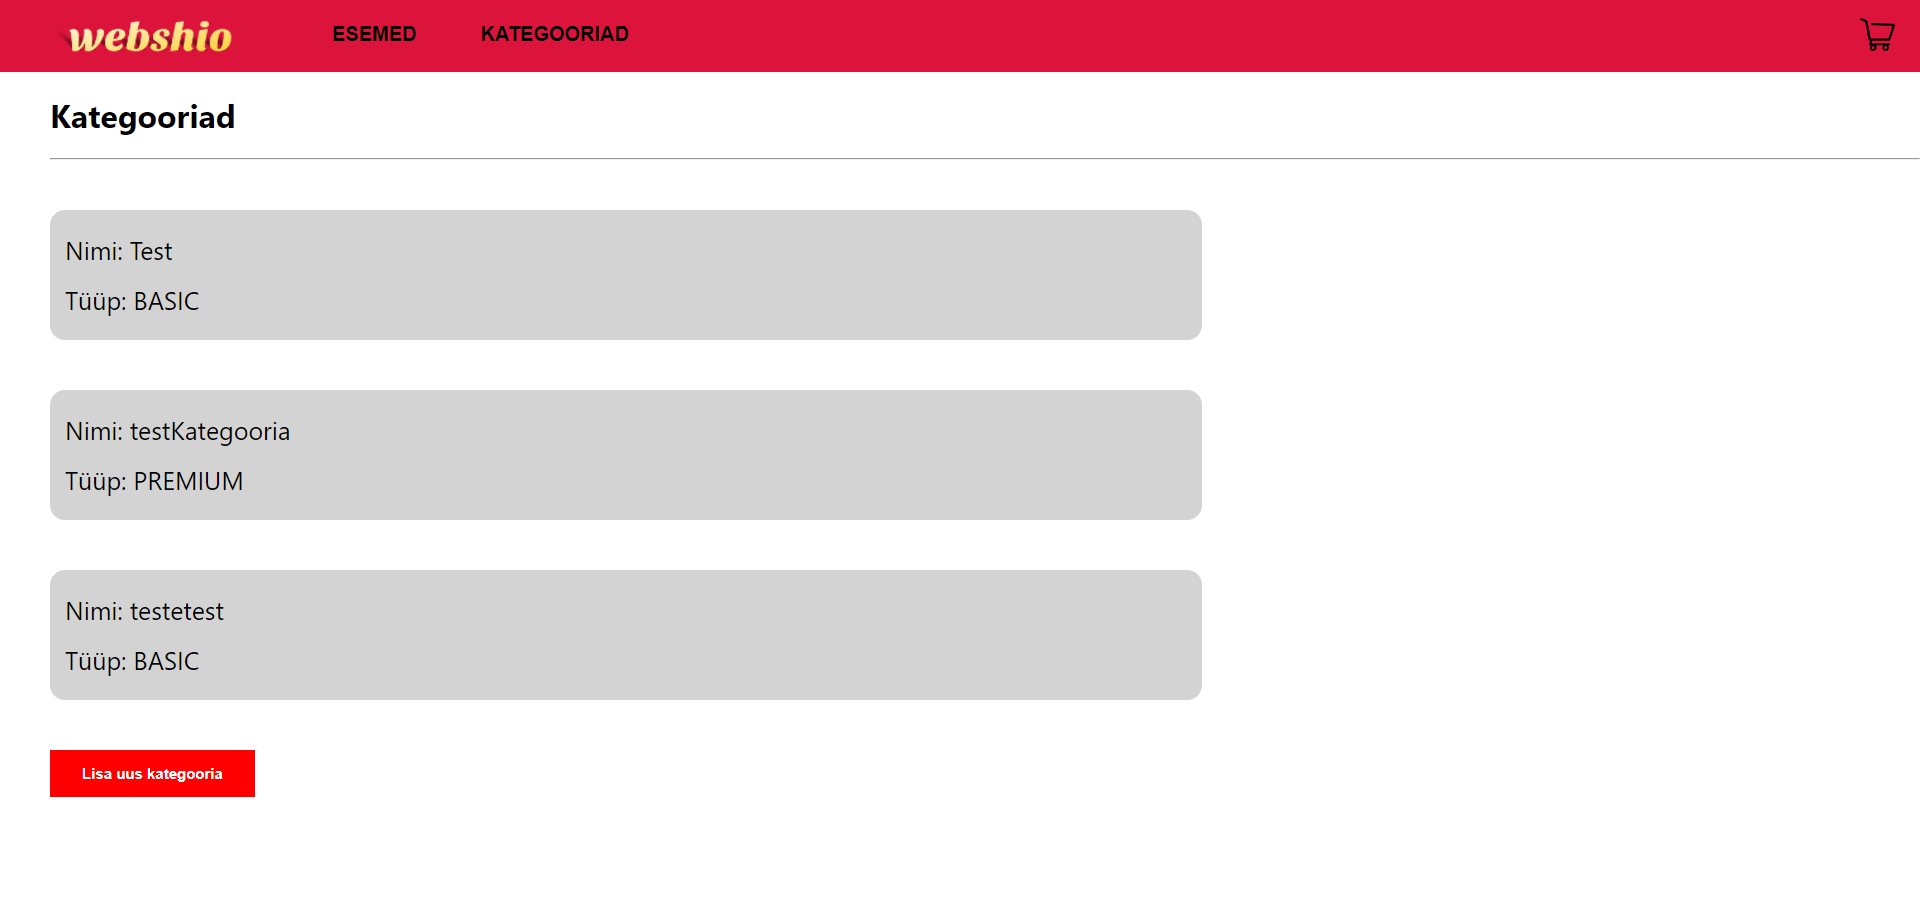 webshio
ESEMED
KATEGOORIAD
Kategooriad
Nimi: Test
Tüüp: BASIC
Nimi: testKategooria
Tüüp: PREMIUM
Nimi: testetest
Tüüp: BASIC
Lisa uus kategooria